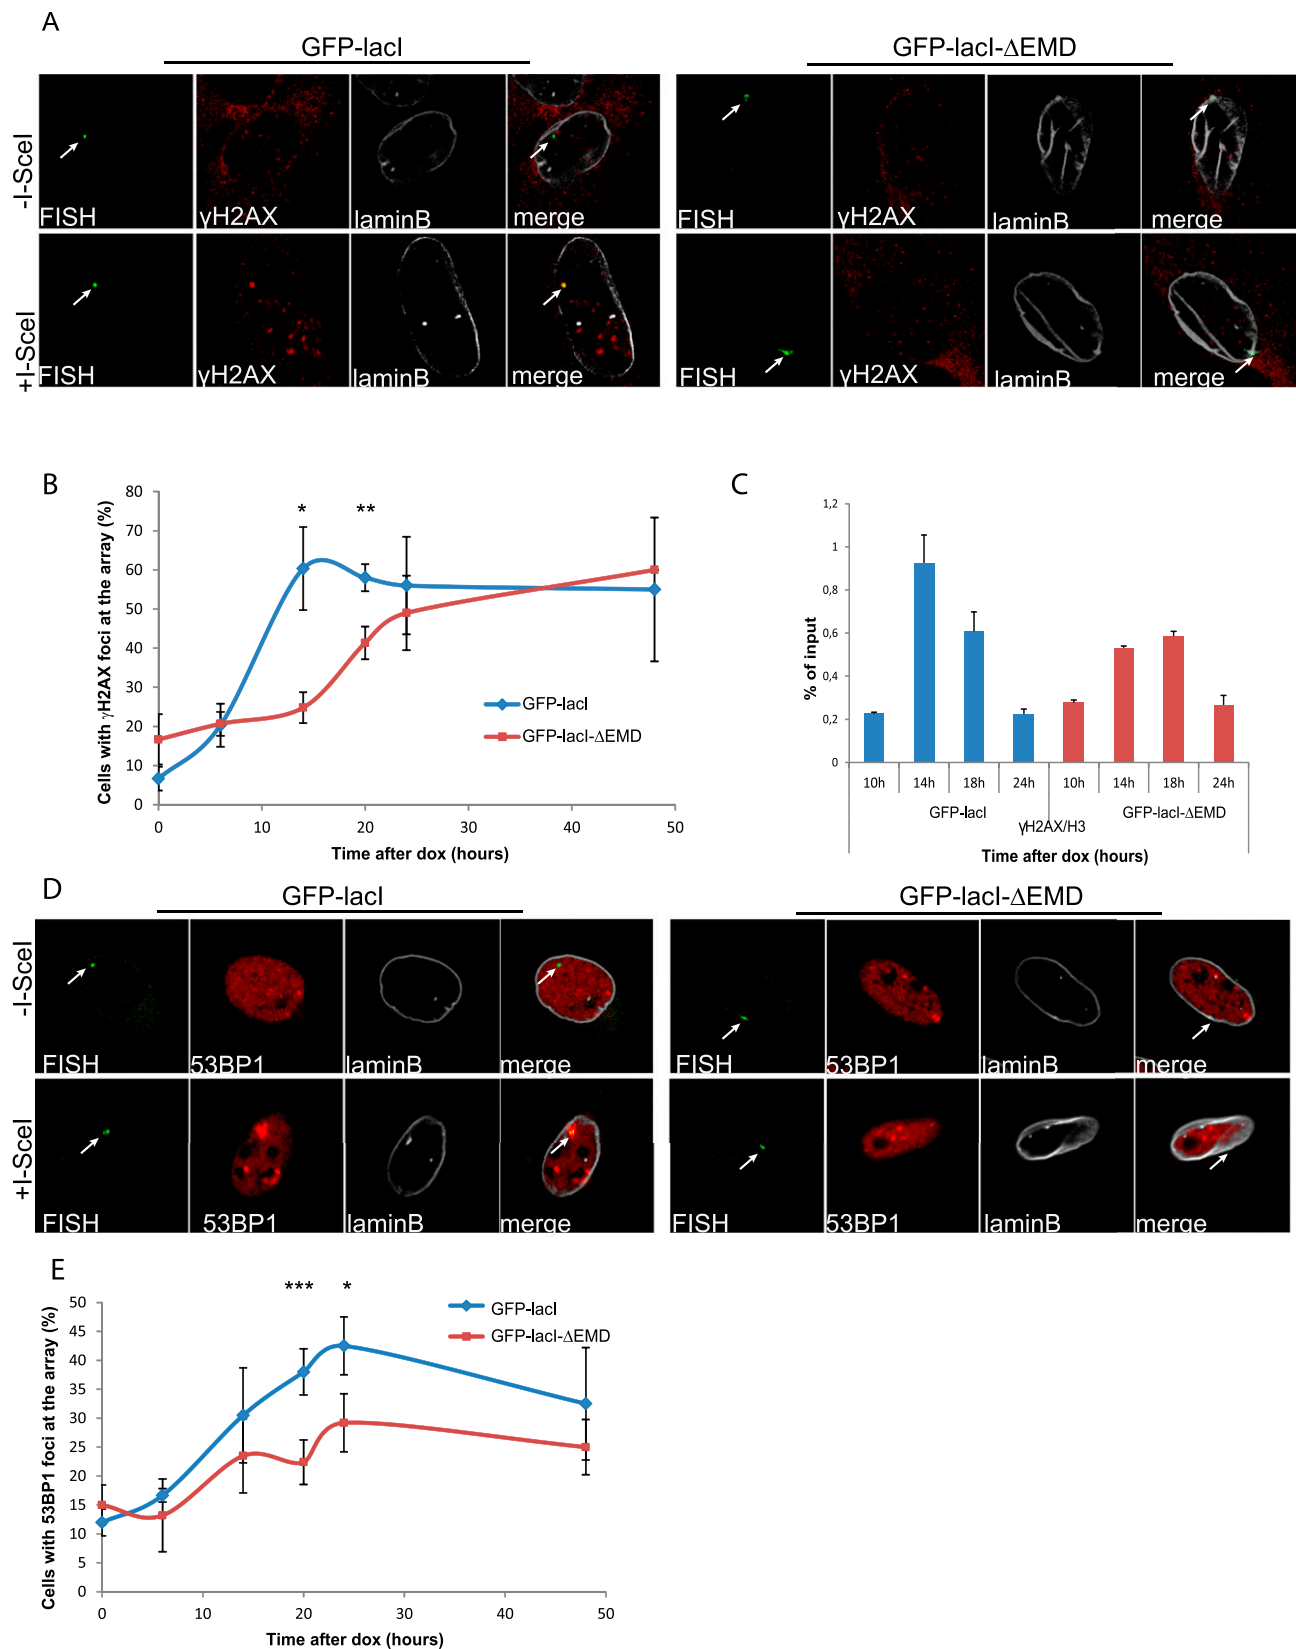 A
GFP-lacI
GFP-lacI-ΔEMD
-I-SceI
FISH
γH2AX
laminB
merge
FISH
γH2AX
laminB
merge
+I-SceI
FISH
γH2AX
laminB
merge
FISH
γH2AX
laminB
merge
B
Cells with γH2AX foci at the array (%)
80
70
60
50
40
30
20
10
0
*
**
GFP-lacI
GFP-lacI-ΔEMD
0 10 20 30 40 50
Time after dox (hours)
C
% of input
1,2
1
0,8
0,6
0,4
0,2
0
10h 14h 18h 24h 10h 14h 18h 24h
GFP-lacI GFP-lacI-ΔEMD
γH2AX/H3
Time after dox (hours)
D
GFP-lacI
GFP-lacI-ΔEMD
-I-SceI
FISH
53BP1
laminB
merge
FISH
53BP1
laminB
merge
+I-SceI
FISH
53BP1
laminB
merge
FISH
53BP1
laminB
merge
E
Cells with 53BP1 foci at the array (%)
50
45
40
35
30
25
20
15
10
5
0
***
*
GFP-lacI
GFP-lacI-ΔEMD
0 10 20 30 40 50
Time after dox (hours)